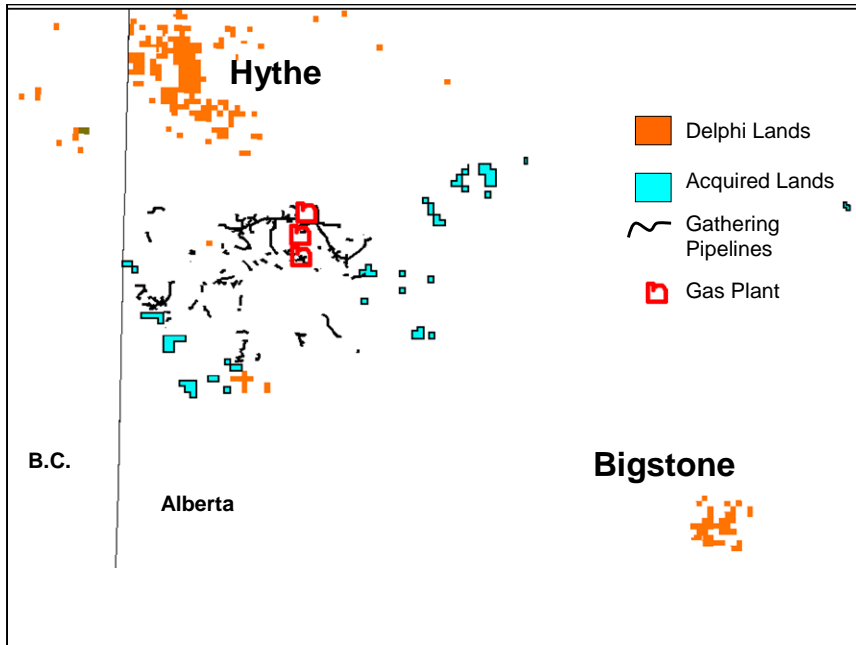 Hythe
Delphi Lands
Acquired Lands
Gathering
Pipelines
Gas Plant
B.C.
Alberta
Bigstone